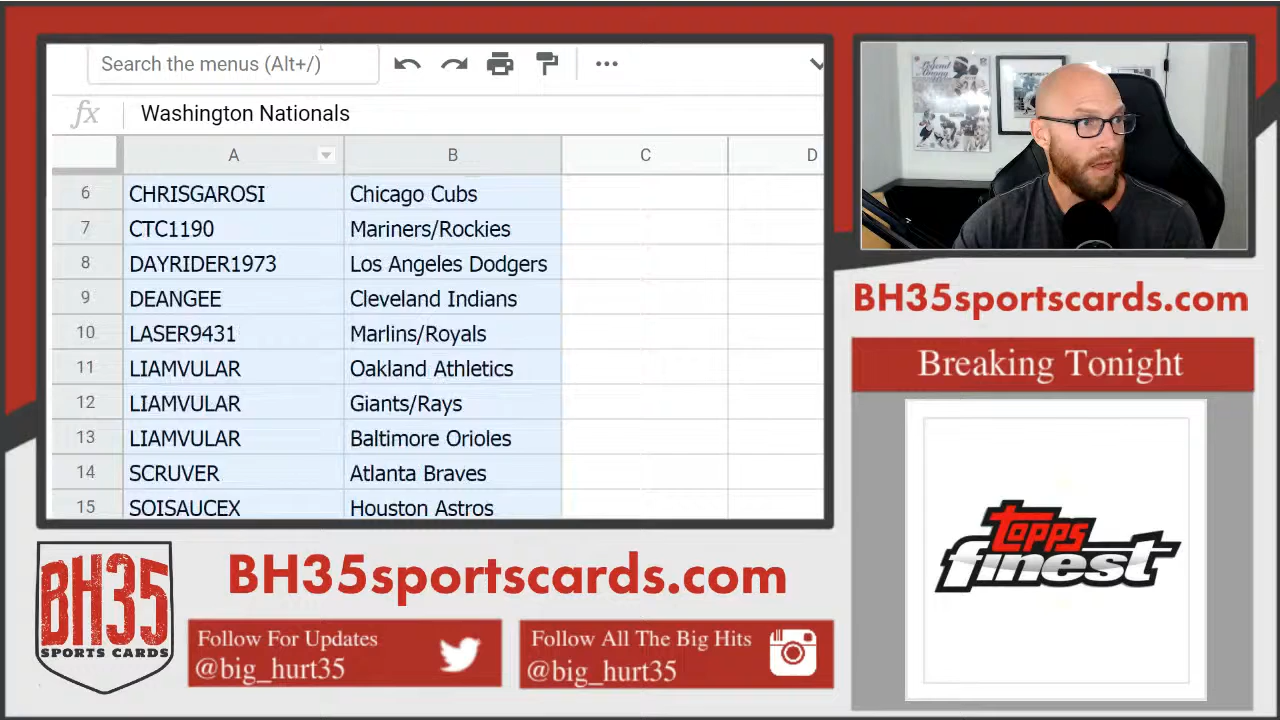 Search the menus (Alt+/)
fx Washington Nationals
A B C D
6 CHRISGAROSI Chicago Cubs
7 CTC1190 Mariners/Rockies
8 DAYRIDER1973 Los Angeles Dodgers
9 DEANGEE Cleveland Indians
10 LASER9431 Marlins/Royals
11 LIAMVULAR Oakland Athletics
12 LIAMVULAR Giants/Rays
13 LIAMVULAR Baltimore Orioles
14 SCRUVER Atlanta Braves
15 SOISAUCEX Houston Astros
BH35sportscards.com
Breaking Tonight
topps
finest
BH35
SPORTS CARDS
BH35sportscards.com
Follow For Updates
@big_hurt35
Follow All The Big Hits
@big_hurt35